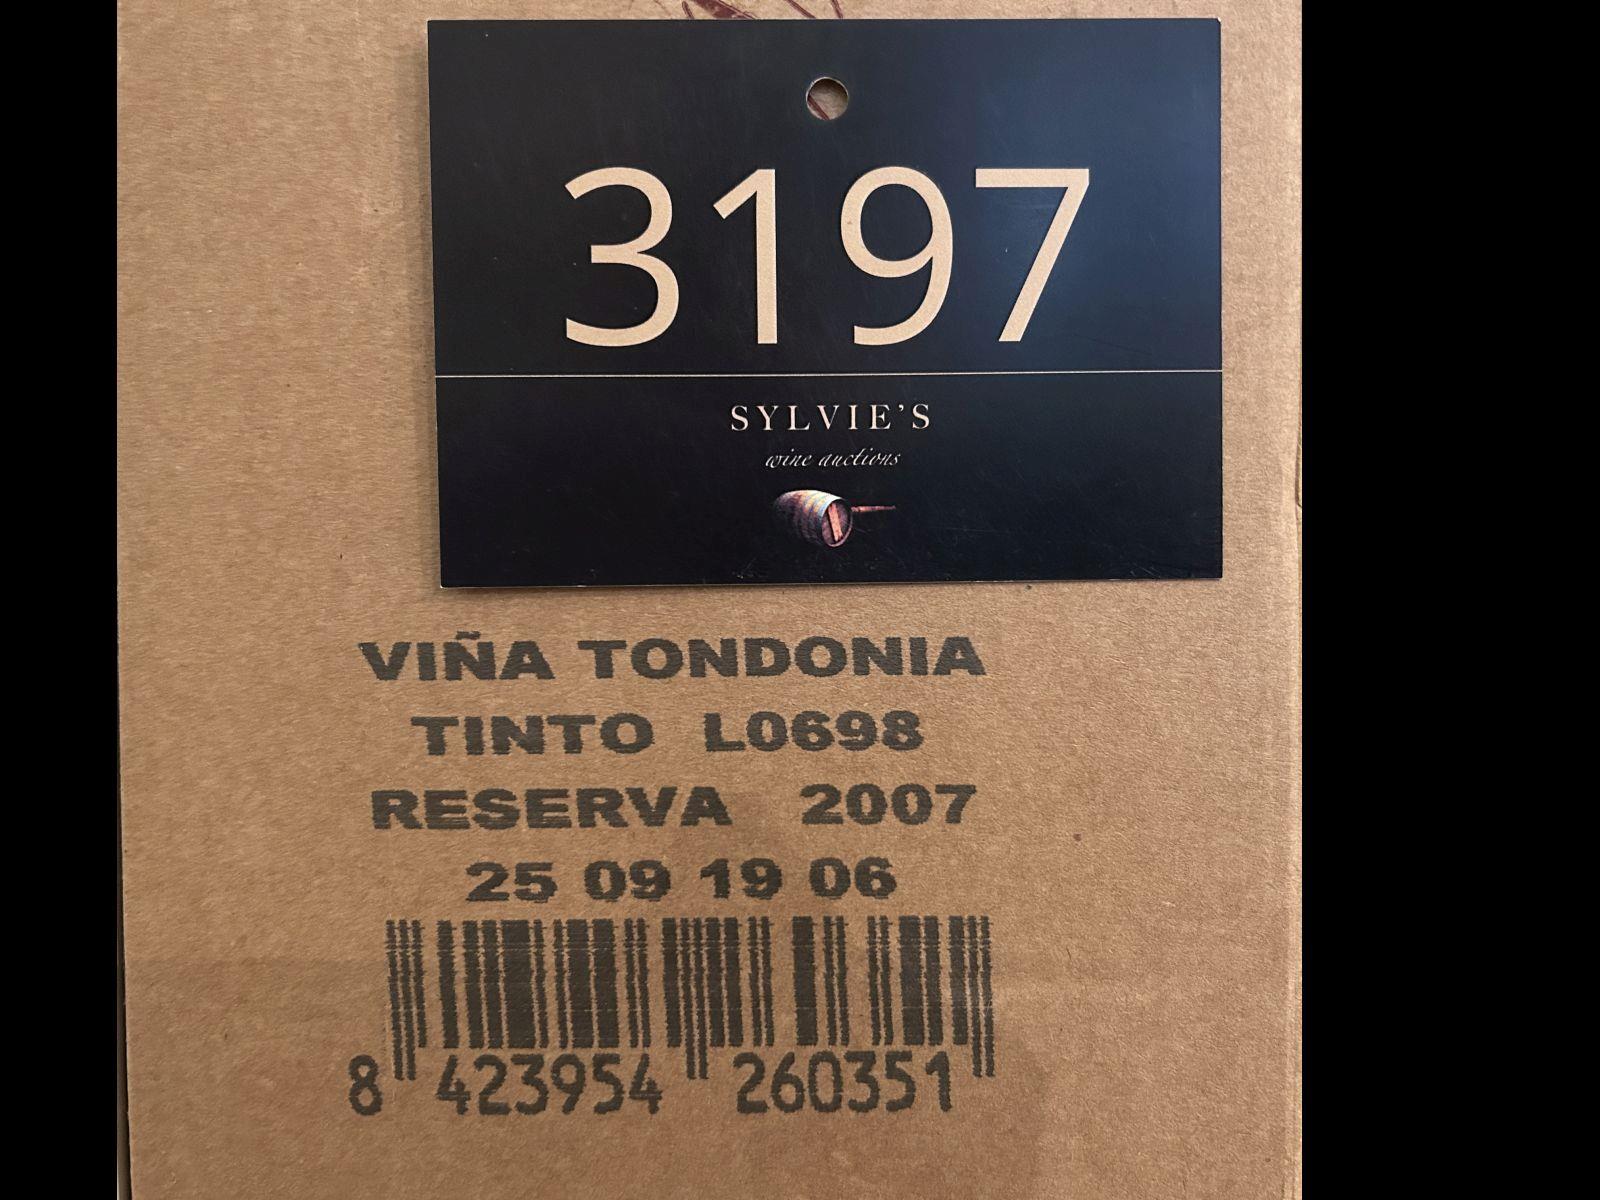 3197
SYLVIE'S
wine auctions
VIÑA TONDONIA
TINTO L0698
RESERVA 2007
25 09 19 06
8 423954 260351